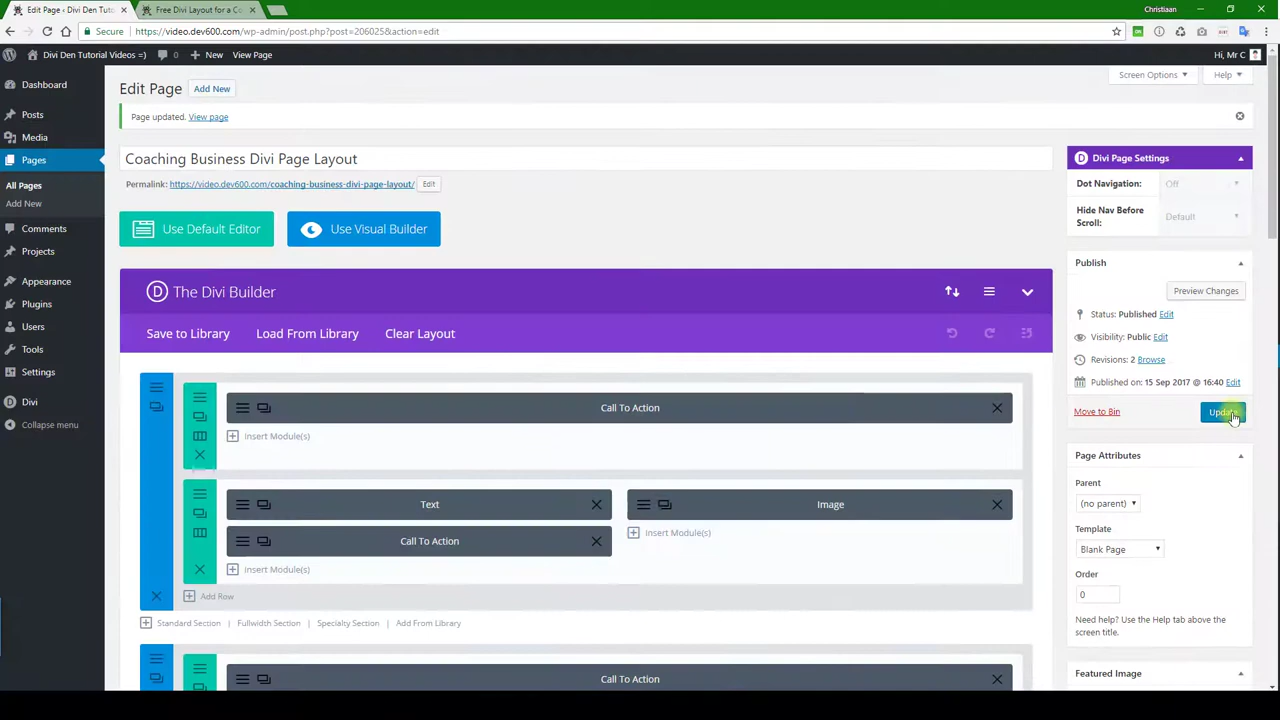 Edit Page ‹ Divi Den Tuto
Free Divi Layout for a Co
Christiaan
Secure
https://video.dev600.com/wp-admin/post.php?post=206025&action=edit
Divi Den Tutorial Videos =)
0
New
View Page
Hi, Mr C
Dashboard
Posts
Media
Pages
All Pages
Add New
Comments
Projects
Appearance
Plugins
Users
Tools
Settings
Divi
Collapse menu
Screen Options
Help
Edit Page
Add New
Page updated. View page
Coaching Business Divi Page Layout
Permalink: https://video.dev600.com/coaching-business-divi-page-layout/
Edit
Use Default Editor
Use Visual Builder
D The Divi Builder
Save to Library
Load From Library
Clear Layout
Call To Action
Insert Module(s)
Text
Image
Call To Action
Insert Module(s)
Insert Module(s)
Add Row
Standard Section | Fullwidth Section | Specialty Section | Add From Library
Call To Action
D Divi Page Settings
Dot Navigation:
Off
Hide Nav Before
Scroll:
Default
Publish
Preview Changes
Status: Published Edit
Visibility: Public Edit
Revisions: 2 Browse
Published on: 15 Sep 2017 @ 16:40 Edit
Move to Bin
Update
Page Attributes
Parent
(no parent)
Template
Blank Page
Order
0
Need help? Use the Help tab above the
screen title.
Featured Image